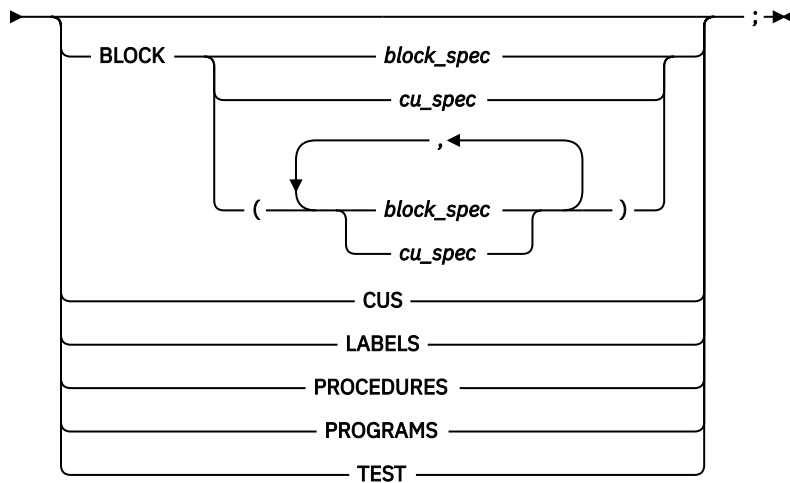 ;
BLOCK block_spec
cu_spec
,
( block_spec )
cu_spec
CUS
LABELS
PROCEDURES
PROGRAMS
TEST